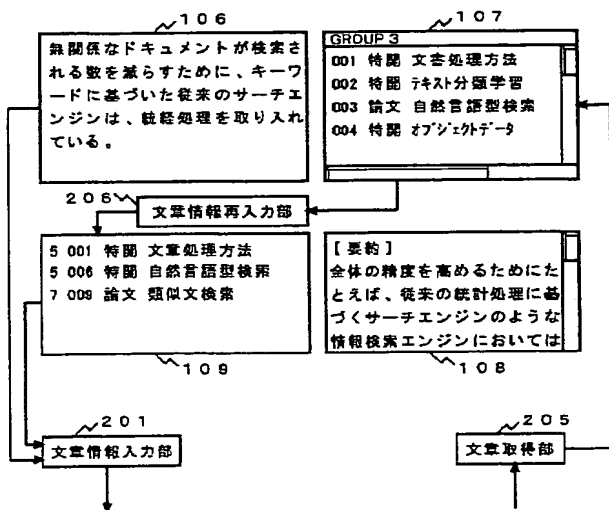 106
無関係なドキュメントが検索さ
れる数を減らすために、キーワ
ードに基づいた従来のサーチエ
ンジンは、統経処理を取り入れ
ている。
107
GROUP 3
001 特開 文書処理方法
002 特開 テキスト分類学習
003 論文 自然言語型検索
004 特開 オブジェクトデータ
206
文章情報再入力部
5 001 特開 文章処理方法
5 006 特開 自然言語型検索
7 009 論文 類似文検索
109
【要約】
全体の精度を高めるためにた
とえば、従来の統計処理に基
づくサーチエンジンのような
情報検索エンジンにおいては
108
201
文章情報入力部
205
文章取得部